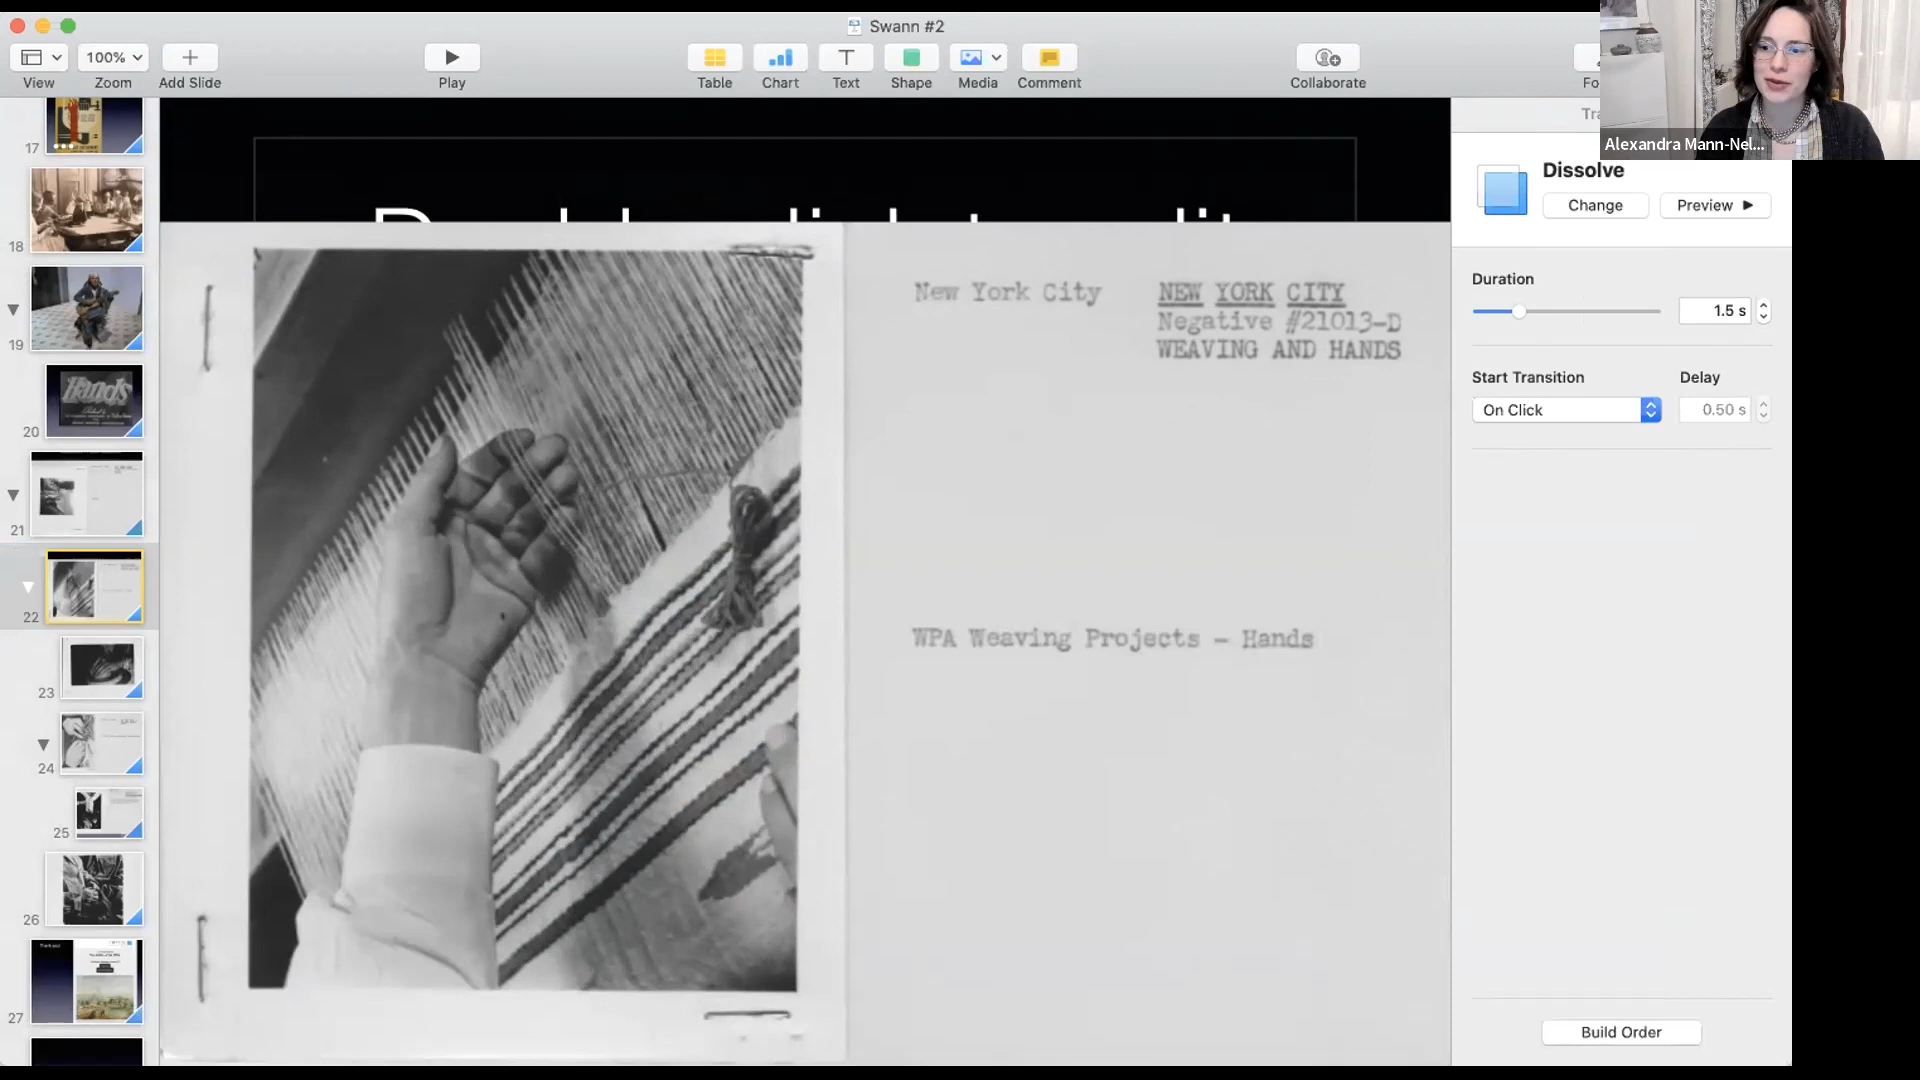 Swann #2
100%
View
Zoom
Add Slide
Play
Table
Chart
Text
Shape
Media
Comment
Collaborate
Alexandra Mann-Nel...
Dissolve
Change
Preview
Duration
1.5 s
Start Transition
Delay
On Click
0.50 s
Build Order
17
18
19
20
Hands
21
22
23
24
25
26
27
New York City
NEW YORK CITY
Negative #21013-D
WEAVING AND HANDS
WPA Weaving Projects - Hands